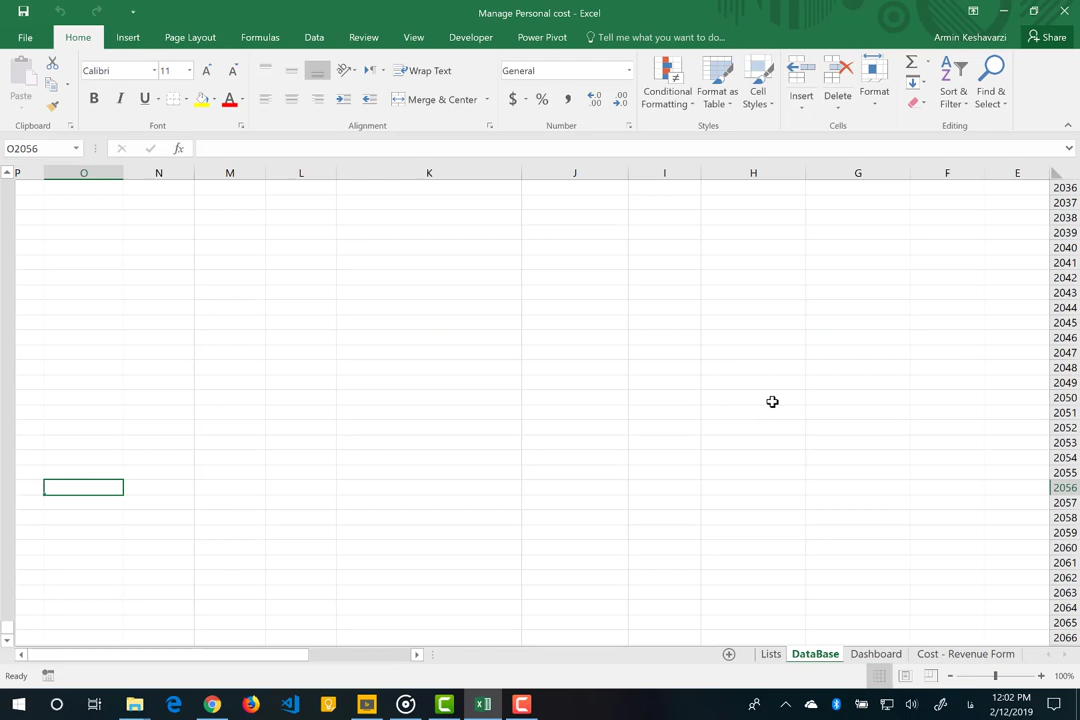 Manage Personal cost - Excel
File
Home
Insert
Page Layout
Formulas
Data
Review
View
Developer
Power Pivot
Tell me what you want to do...
Armin Keshavarzi
Share
Paste
Calibri
11
Wrap Text
Merge & Center
General
Conditional Formatting
Format as Table
Cell Styles
Insert
Delete
Format
Sort & Filter
Find & Select
Clipboard
Font
Alignment
Number
Styles
Cells
Editing
O2056
fx
P O N M L K J I H G F E
2036
2037
2038
2039
2040
2041
2042
2043
2044
2045
2046
2047
2048
2049
2050
2051
2052
2053
2054
2055
2056
2057
2058
2059
2060
2061
2062
2063
2064
2065
2066
Lists
DataBase
Dashboard
Cost - Revenue Form
Ready
100%
12:02 PM
2/12/2019